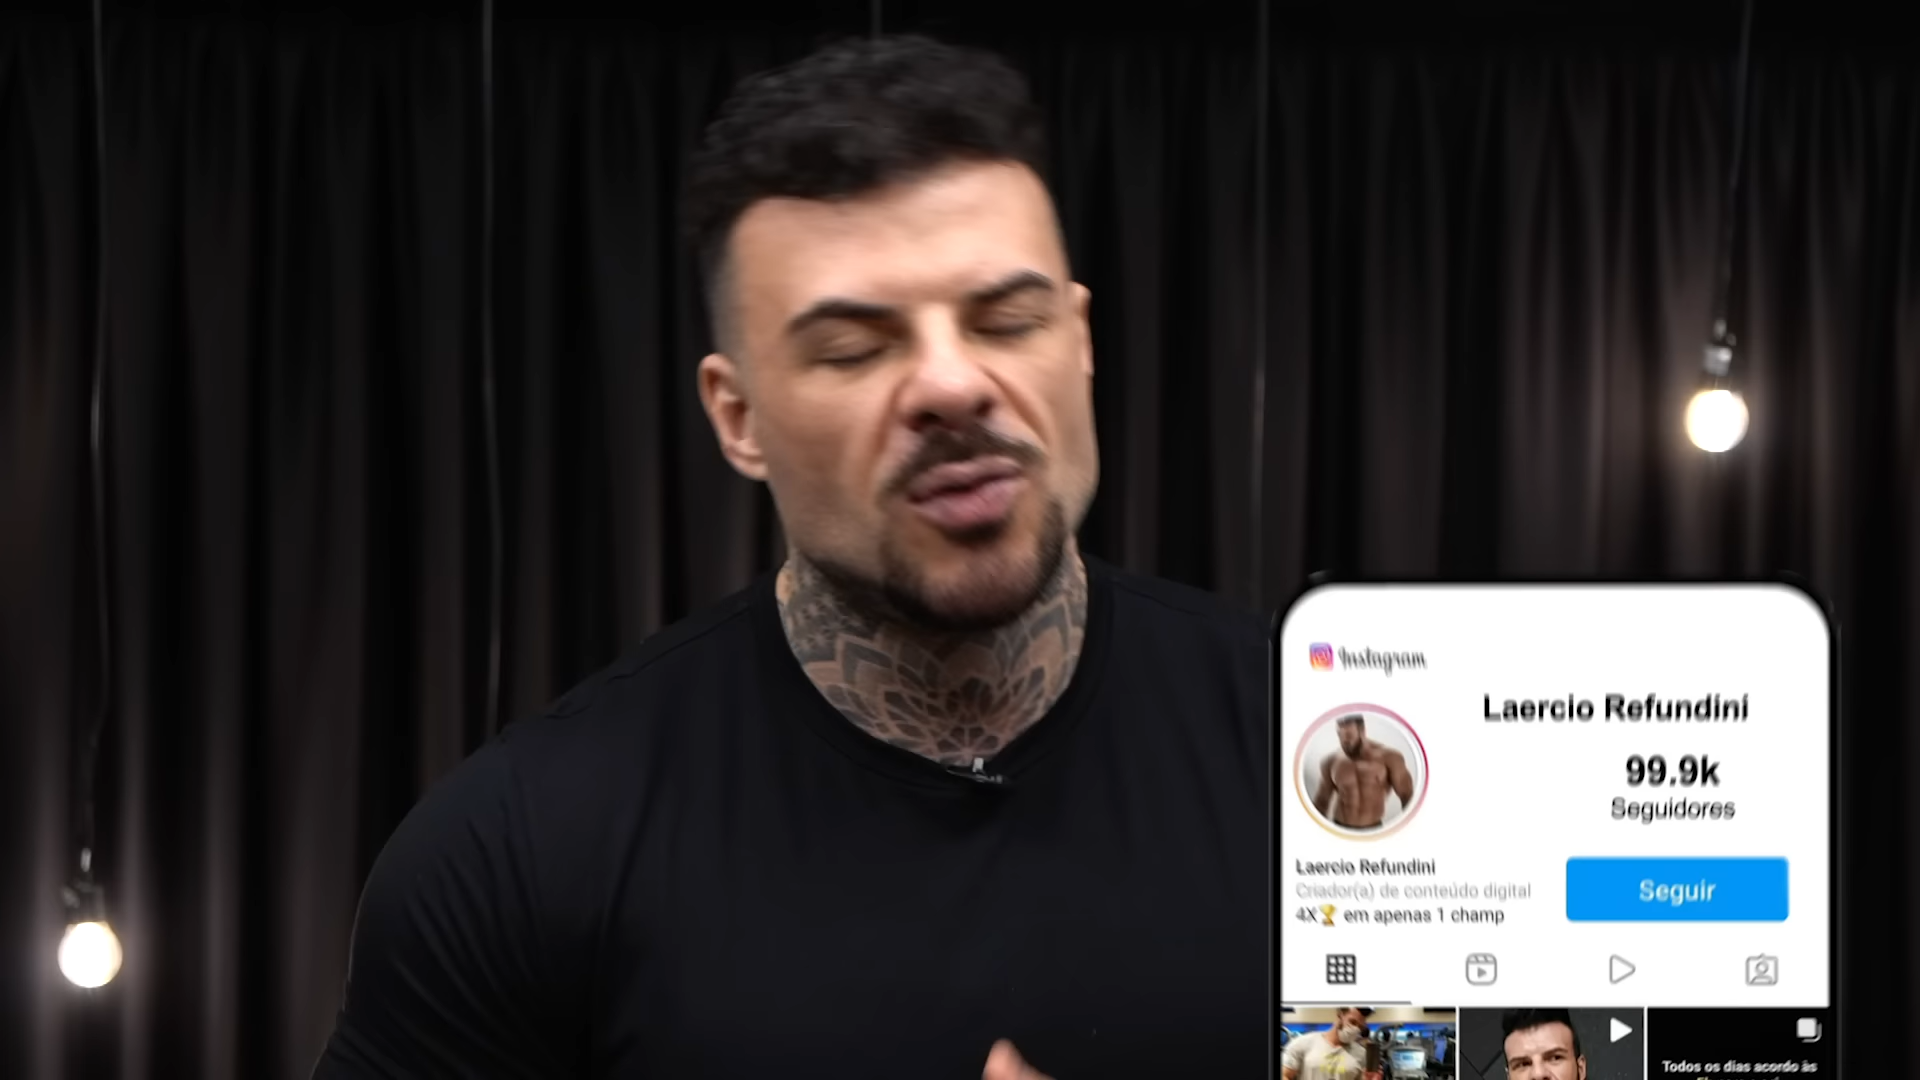 Instagram
Laercio Refundini
99.9k
Seguidores
Laercio Refundini
Criador(a) de conteúdo digital
4X🏆 em apenas 1 champ
Seguir
Todos os dias acordo às